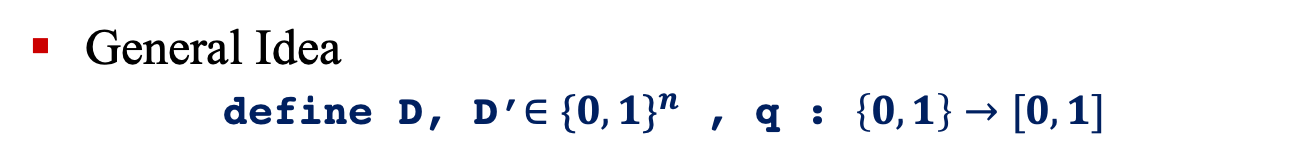 General Idea
define D, D’∈ {0,1}ⁿ , q : {0,1} → [0,1]